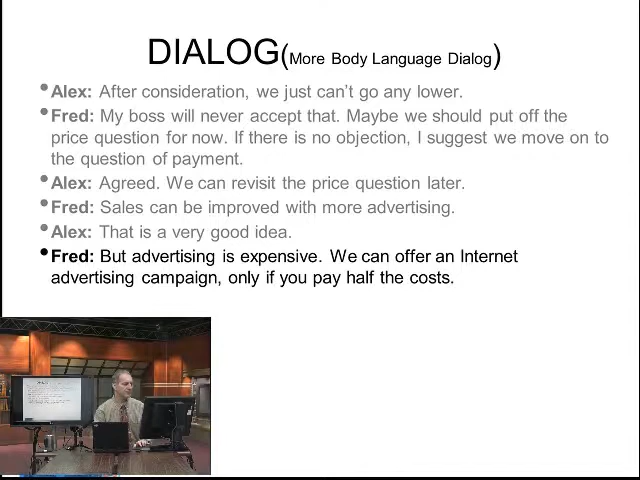 DIALOG(More Body Language Dialog)
•Alex: After consideration, we just can't go any lower.
•Fred: My boss will never accept that. Maybe we should put off the
price question for now. If there is no objection, I suggest we move on to
the question of payment.
•Alex: Agreed. We can revisit the price question later.
•Fred: Sales can be improved with more advertising.
•Alex: That is a very good idea.
•Fred: But advertising is expensive. We can offer an Internet
advertising campaign, only if you pay half the costs.